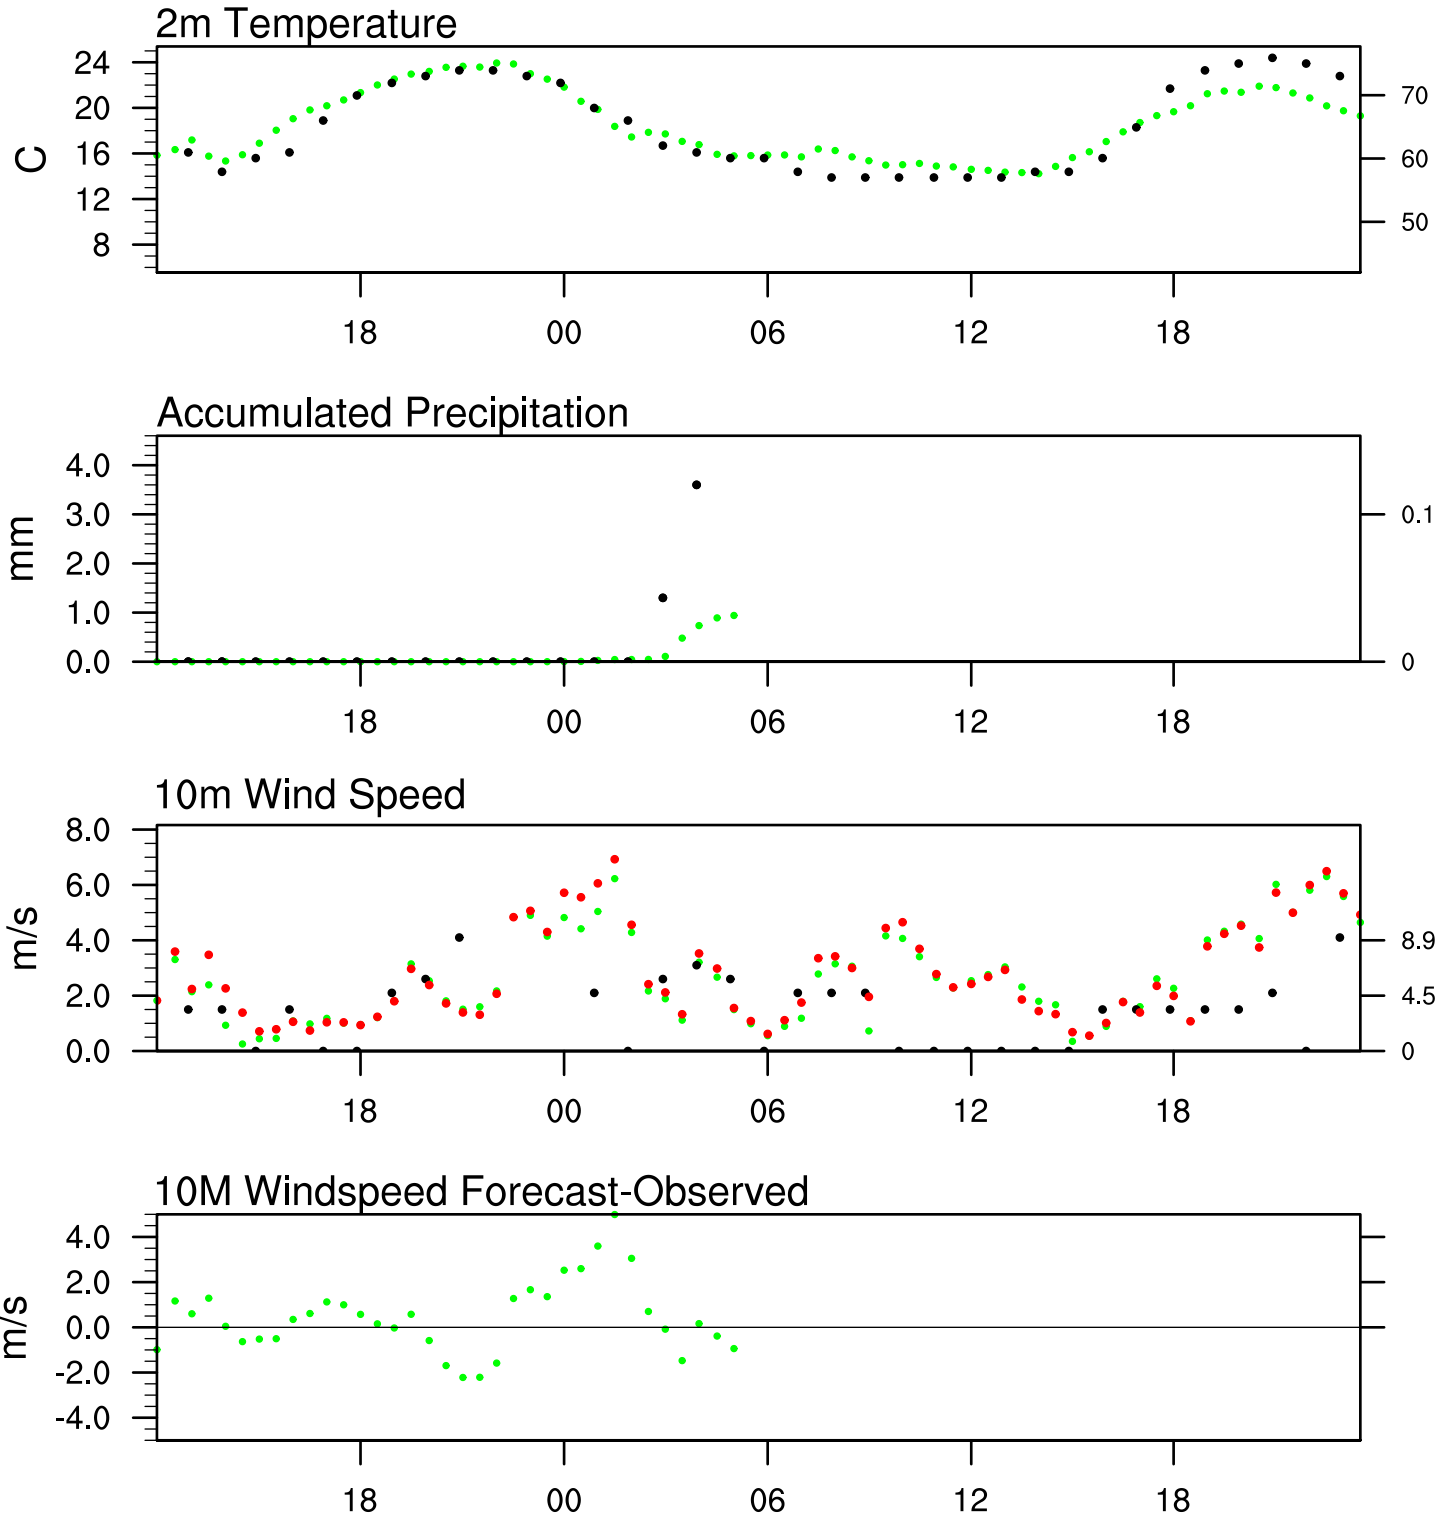 2m Temperature
24
20
16
12
8
C
70
60
50
18 00 06 12 18
Accumulated Precipitation
4.0
3.0
2.0
1.0
0.0
mm
0.1
0
18 00 06 12 18
10m Wind Speed
8.0
6.0
4.0
2.0
0.0
m/s
8.9
4.5
0
18 00 06 12 18
10M Windspeed Forecast-Observed
4.0
2.0
0.0
-2.0
-4.0
m/s
18 00 06 12 18